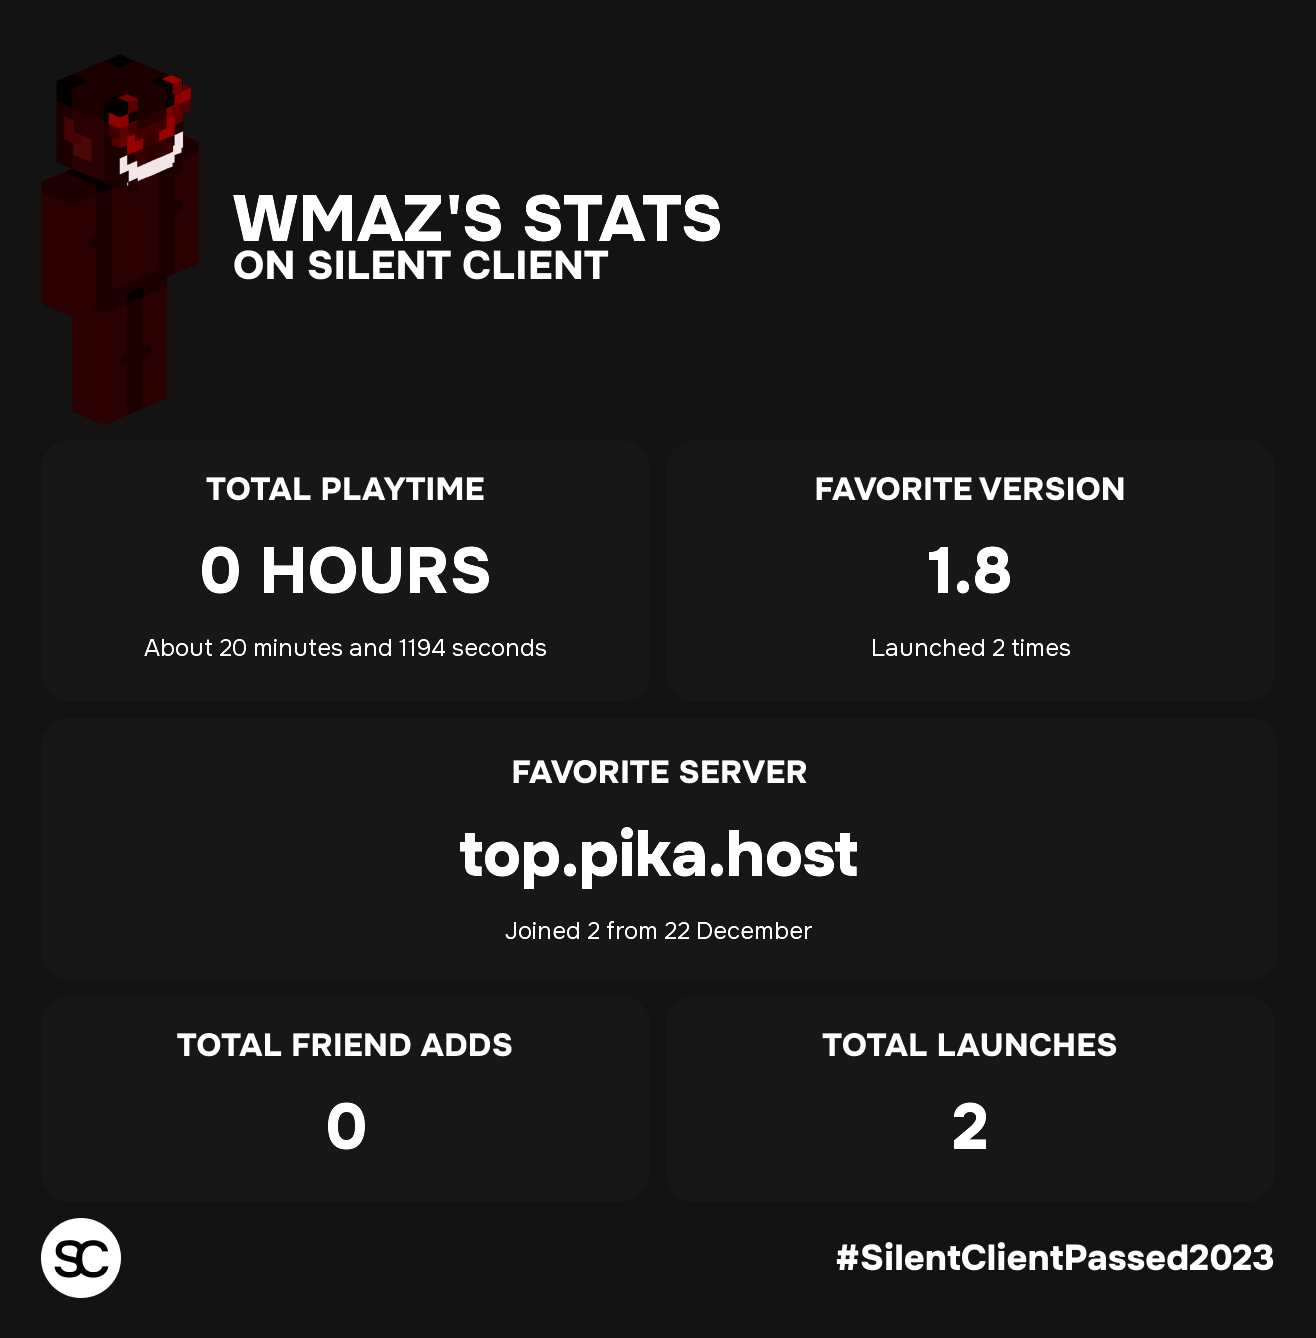 WMAZ'S STATS
ON SILENT CLIENT
TOTAL PLAYTIME
0 HOURS
About 20 minutes and 1194 seconds
FAVORITE VERSION
1.8
Launched 2 times
FAVORITE SERVER
top.pika.host
Joined 2 from 22 December
TOTAL FRIEND ADDS
0
TOTAL LAUNCHES
2
SC
#SilentClientPassed2023